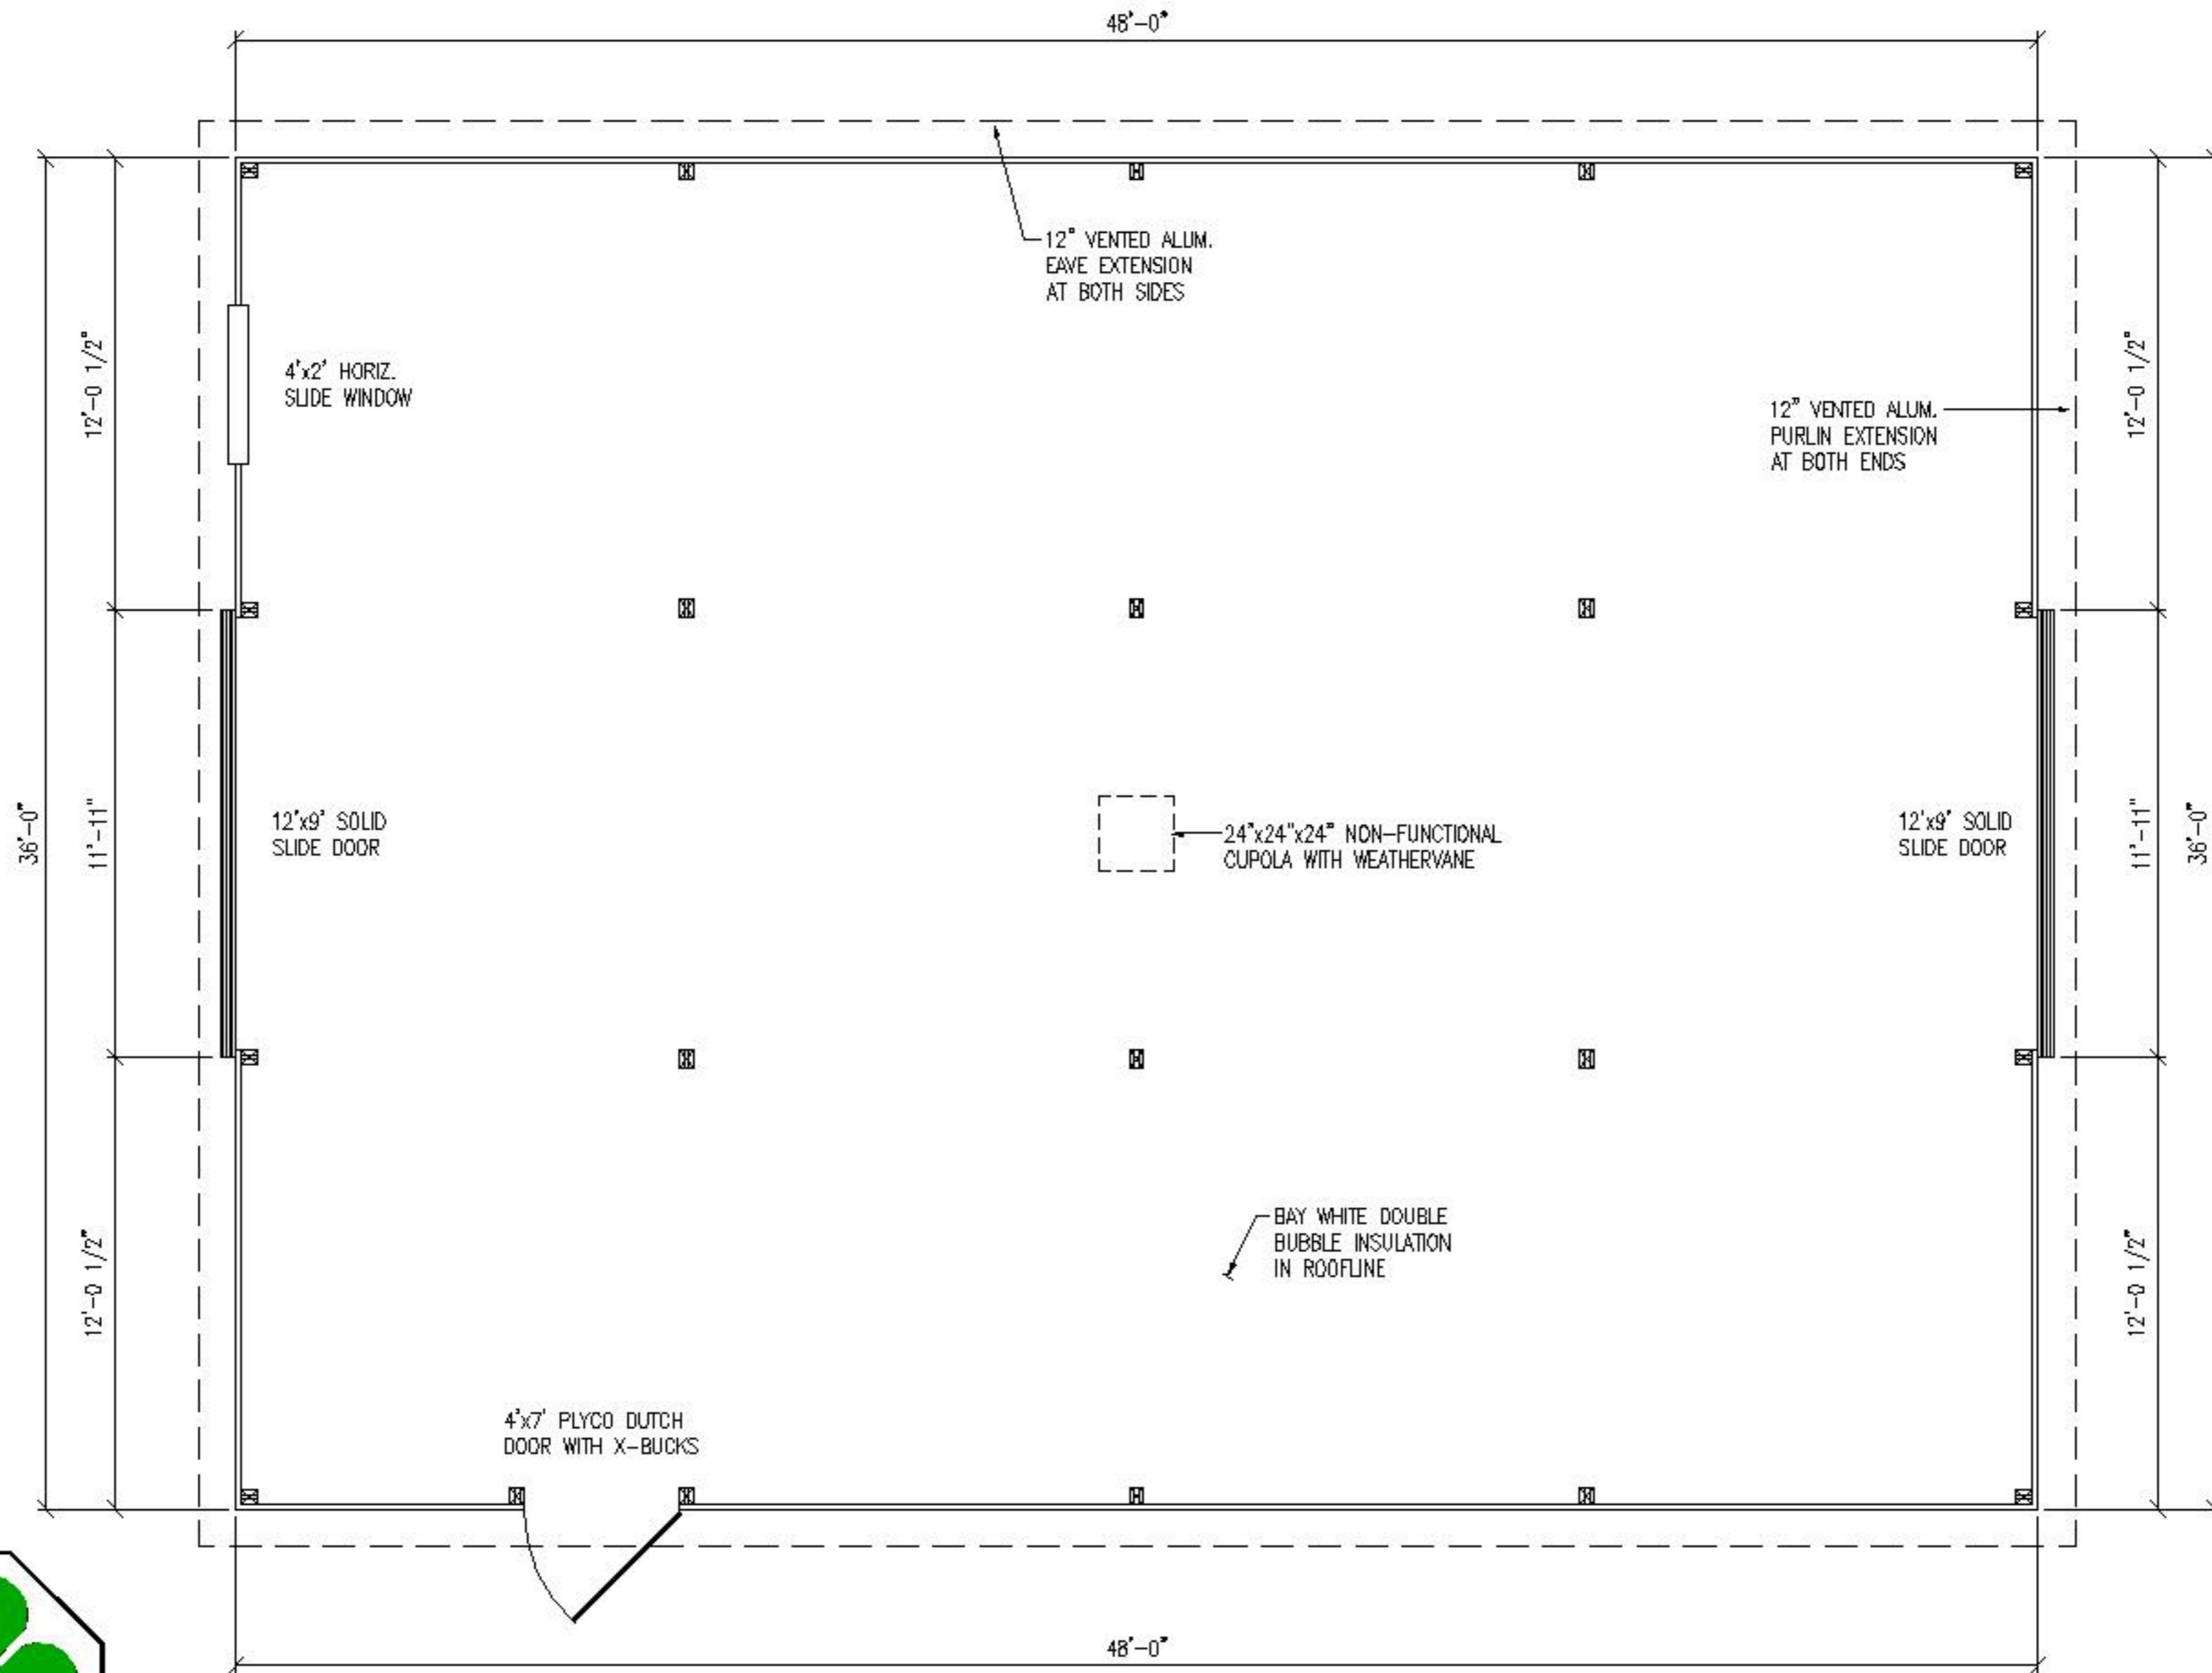 48'-0"
12" VENTED ALUM.
EAVE EXTENSION
AT BOTH SIDES
12'-0 1/2"
4'x2' HORIZ.
SLIDE WINDOW
12" VENTED ALUM.
PURLIN EXTENSION
AT BOTH ENDS
12'-0 1/2"
36'-0"
11'-11"
12'x9' SOLID
SLIDE DOOR
24"x24"x24" NON-FUNCTIONAL
CUPOLA WITH WEATHERVANE
12'x9' SOLID
SLIDE DOOR
11'-11"
36'-0"
12'-0 1/2"
BAY WHITE DOUBLE
BUBBLE INSULATION
IN ROOFLINE
12'-0 1/2"
4'x7' PLYCO DUTCH
DOOR WITH X-BUCKS
48'-0"